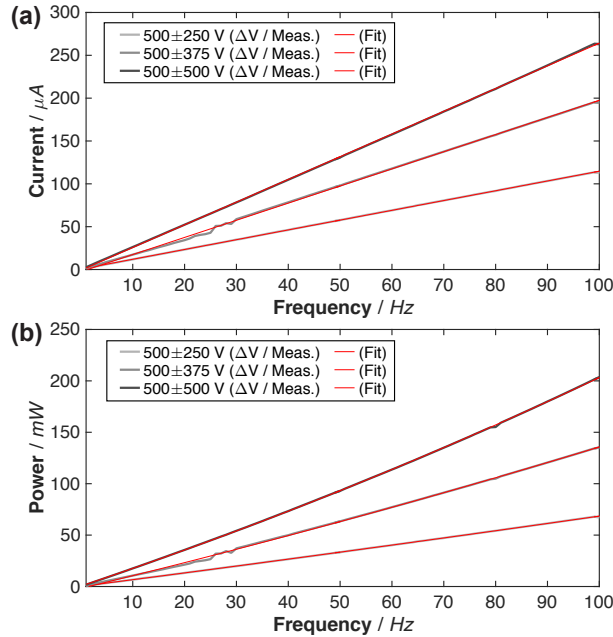 (a)
300
250
200
150
100
50
0
Current / μA
500±250 V (ΔV / Meas.) (Fit)
500±375 V (ΔV / Meas.) (Fit)
500±500 V (ΔV / Meas.) (Fit)
10 20 30 40 50 60 70 80 90 100
Frequency / Hz
(b)
250
200
150
100
50
0
Power / mW
500±250 V (ΔV / Meas.) (Fit)
500±375 V (ΔV / Meas.) (Fit)
500±500 V (ΔV / Meas.) (Fit)
10 20 30 40 50 60 70 80 90 100
Frequency / Hz